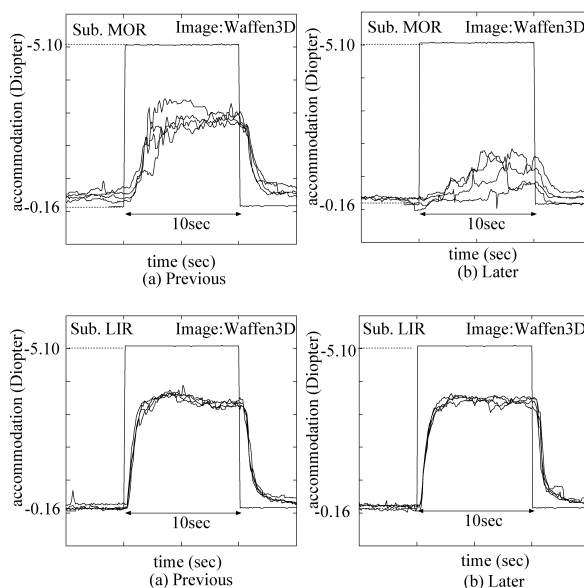 Sub. MOR
Image:Waffen3D
-5.10
accommodation (Diopter)
-0.16
10sec
time (sec)
(a) Previous
Sub. MOR
Image:Waffen3D
-5.10
accommodation (Diopter)
-0.16
10sec
time (sec)
(b) Later
Sub. LIR
Image:Waffen3D
-5.10
accommodation (Diopter)
-0.16
10sec
time (sec)
(a) Previous
Sub. LIR
Image:Waffen3D
-5.10
accommodation (Diopter)
-0.16
10sec
time (sec)
(b) Later